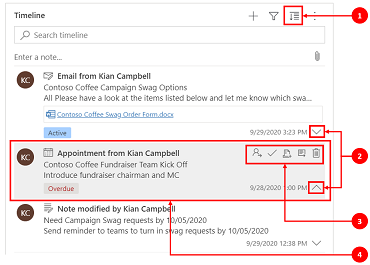 Timeline
1
Search timeline
Enter a note...
KC
Email from Kian Campbell
Contoso Coffee Campaign Swag Options
All Please have a look at the items listed below and let me know which swa...
Contoso Coffee Swag Order Form.docx
Active
9/29/2020 3:23 PM
2
KC
Appointment from Kian Campbell
Contoso Coffee Fundraiser Team Kick Off
Introduce fundraiser chairman and MC
Overdue
9/28/2020 1:00 PM
3
KC
Note modified by Kian Campbell
Need Campaign Swag requests by 10/05/2020
Send reminder to teams to turn in swag requests by 10/05/2020
9/29/2020 12:38 PM
4